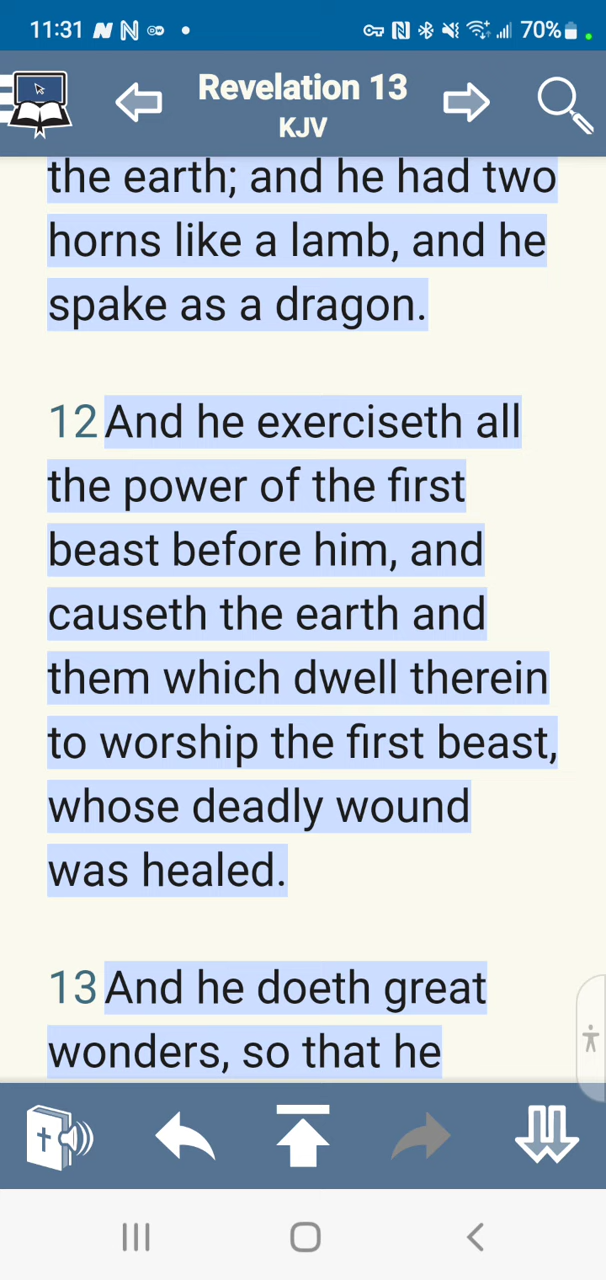 11:31 70%
Revelation 13
KJV
the earth; and he had two
horns like a lamb, and he
spake as a dragon.
12 And he exerciseth all
the power of the first
beast before him, and
causeth the earth and
them which dwell therein
to worship the first beast,
whose deadly wound
was healed.
13 And he doeth great
wonders, so that he